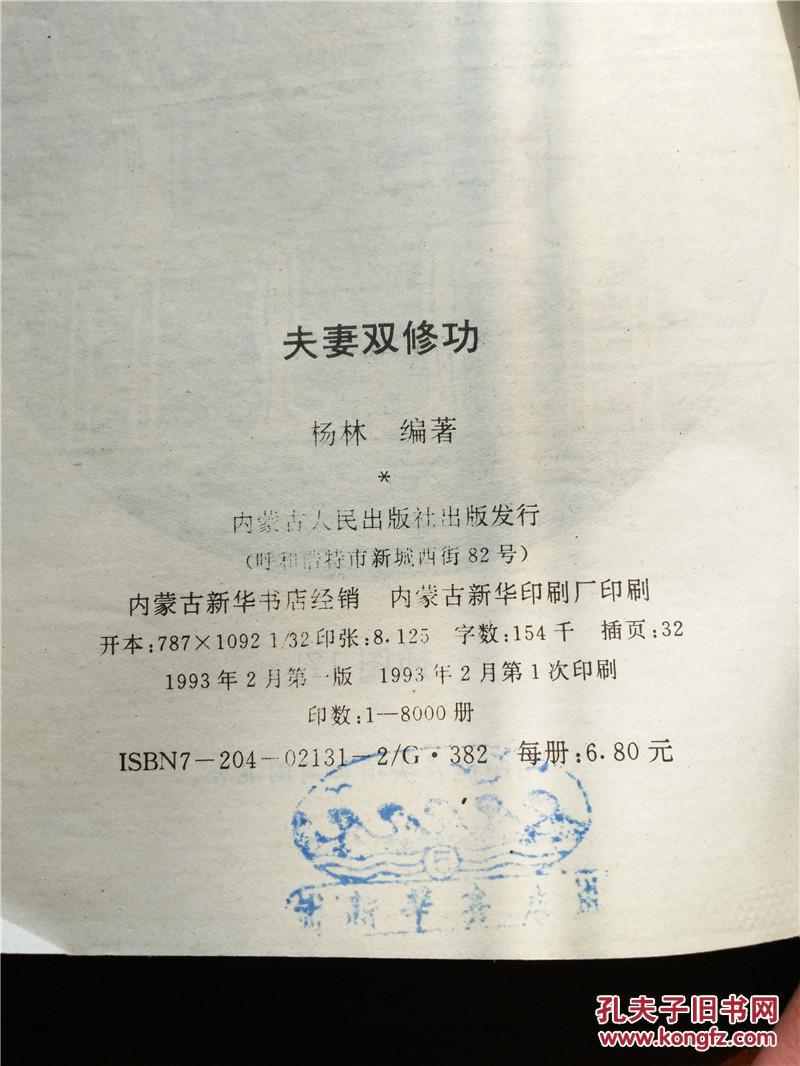 夫妻双修功
杨林 编著
*
内蒙古人民出版社出版发行
(呼和浩特市新城西街82号)
内蒙古新华书店经销 内蒙古新华印刷厂印刷
开本:787×1092 1/32 印张:8.125 字数:154千 插页:32
1993年2月第一版 1993年2月第1次印刷
印数:1—8000册
ISBN7-204-02131-2/G·382 每册:6.80元
孔夫子旧书网
www.kongfz.com